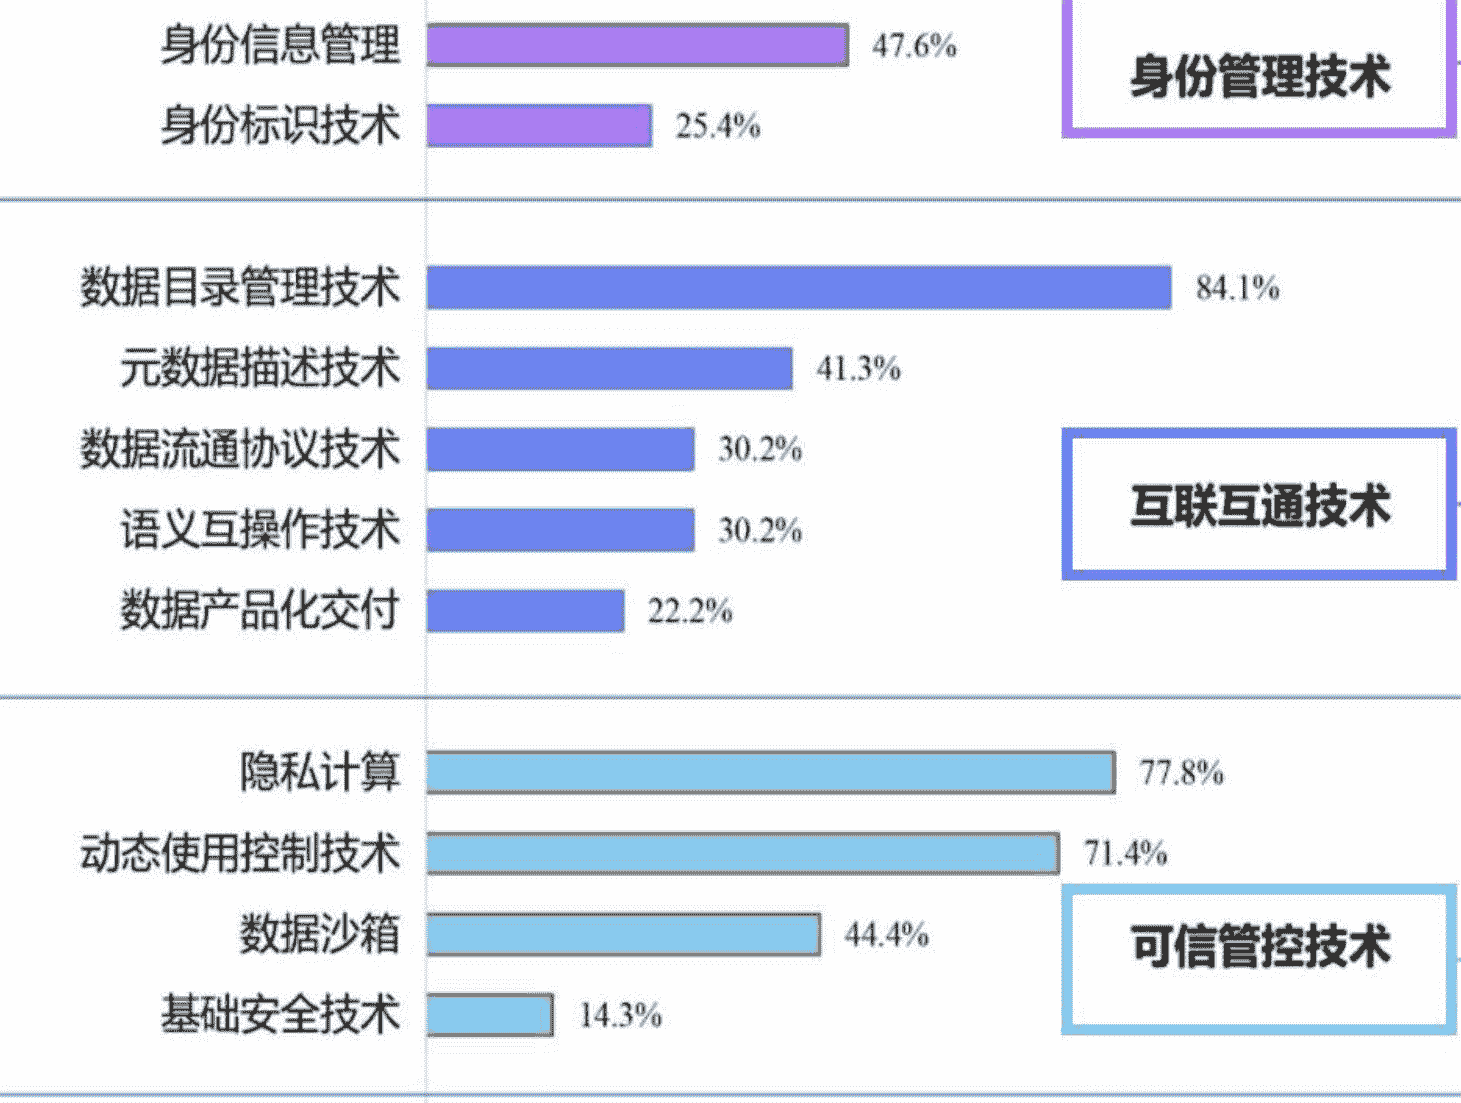 身份信息管理 47.6%
身份管理技术
身份标识技术 25.4%
数据目录管理技术 84.1%
元数据描述技术 41.3%
数据流通协议技术 30.2%
互联互通技术
语义互操作技术 30.2%
数据产品化交付 22.2%
隐私计算 77.8%
动态使用控制技术 71.4%
数据沙箱 44.4%
可信管控技术
基础安全技术 14.3%